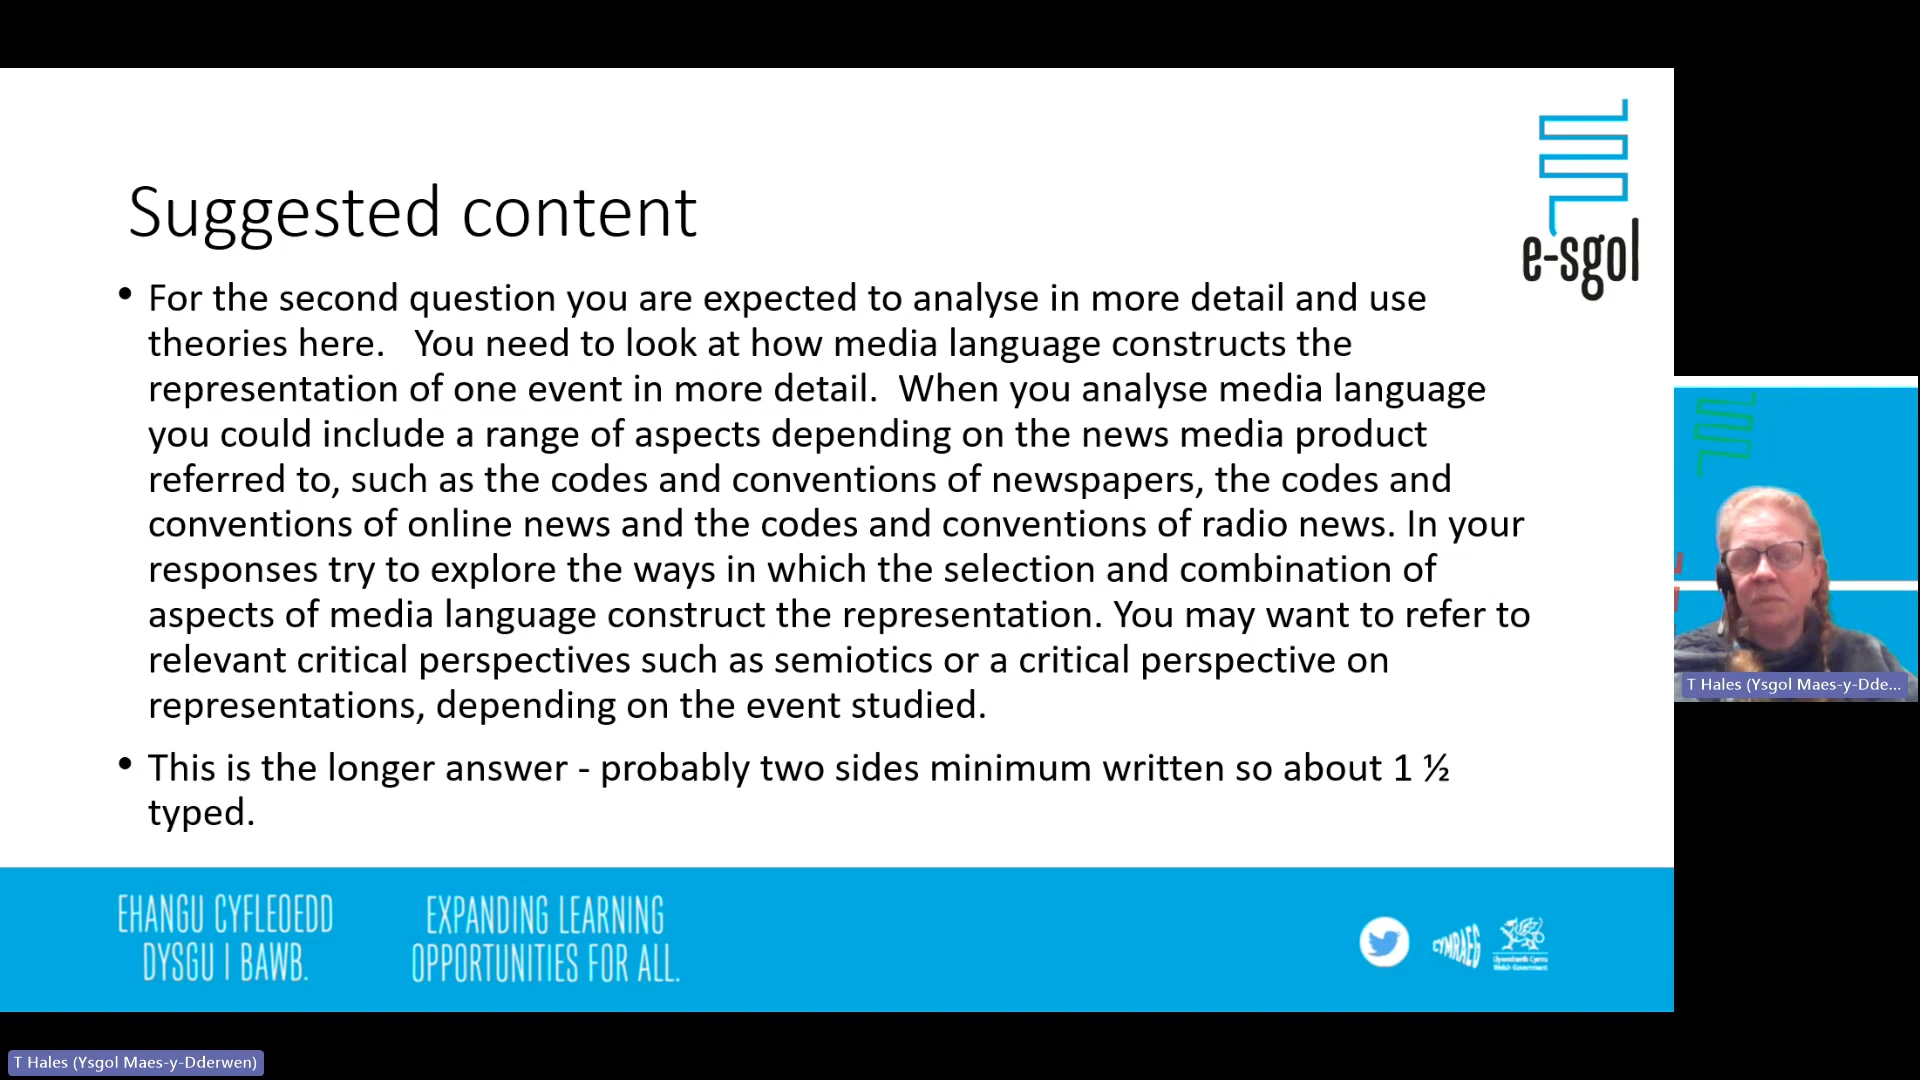 Suggested content
e-sgol
• For the second question you are expected to analyse in more detail and use
theories here.   You need to look at how media language constructs the
representation of one event in more detail.  When you analyse media language
you could include a range of aspects depending on the news media product
referred to, such as the codes and conventions of newspapers, the codes and
conventions of online news and the codes and conventions of radio news. In your
responses try to explore the ways in which the selection and combination of
aspects of media language construct the representation. You may want to refer to
relevant critical perspectives such as semiotics or a critical perspective on
representations, depending on the event studied.
• This is the longer answer - probably two sides minimum written so about 1 ½
typed.
T Hales (Ysgol Maes-y-Dde...
EHANGU CYFLEOEDD
DYSGU I BAWB.
EXPANDING LEARNING
OPPORTUNITIES FOR ALL.
CYMRAEG
Llywodraeth Cymru
Welsh Government
T Hales (Ysgol Maes-y-Dderwen)